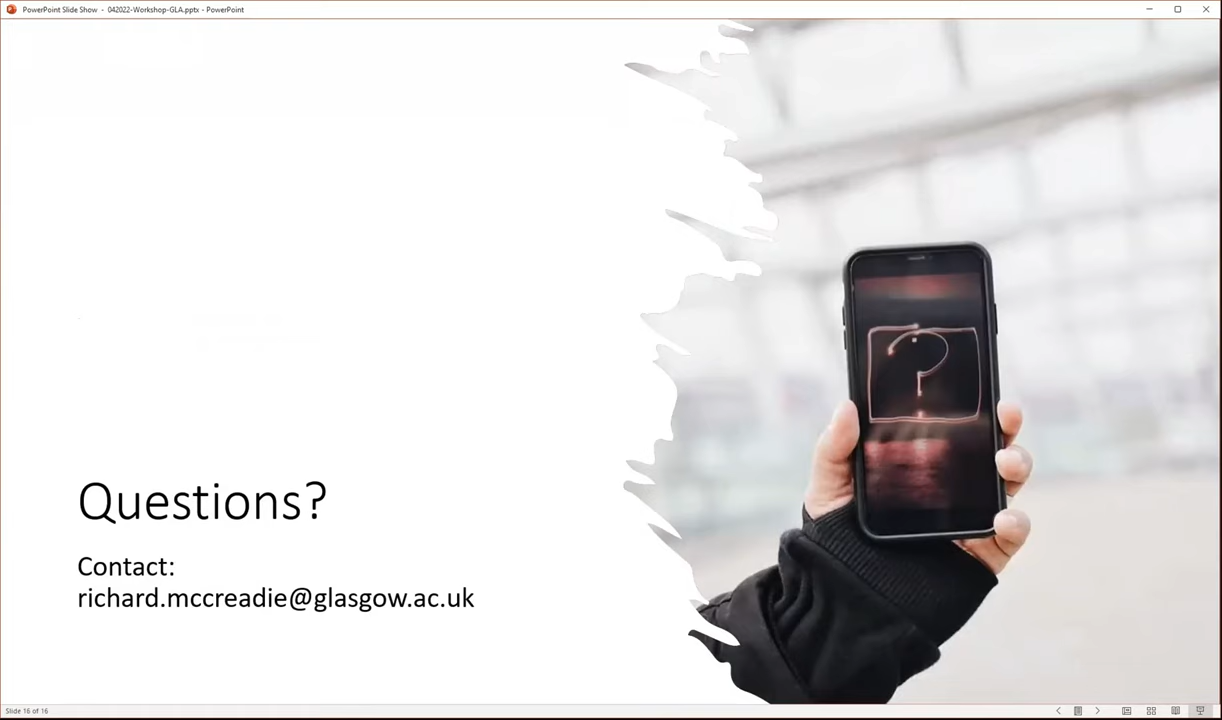 PowerPoint Slide Show - 042022-Workshop-GLA.pptx - PowerPoint
Questions?
Contact:
richard.mccreadie@glasgow.ac.uk
?
Slide 16 of 16